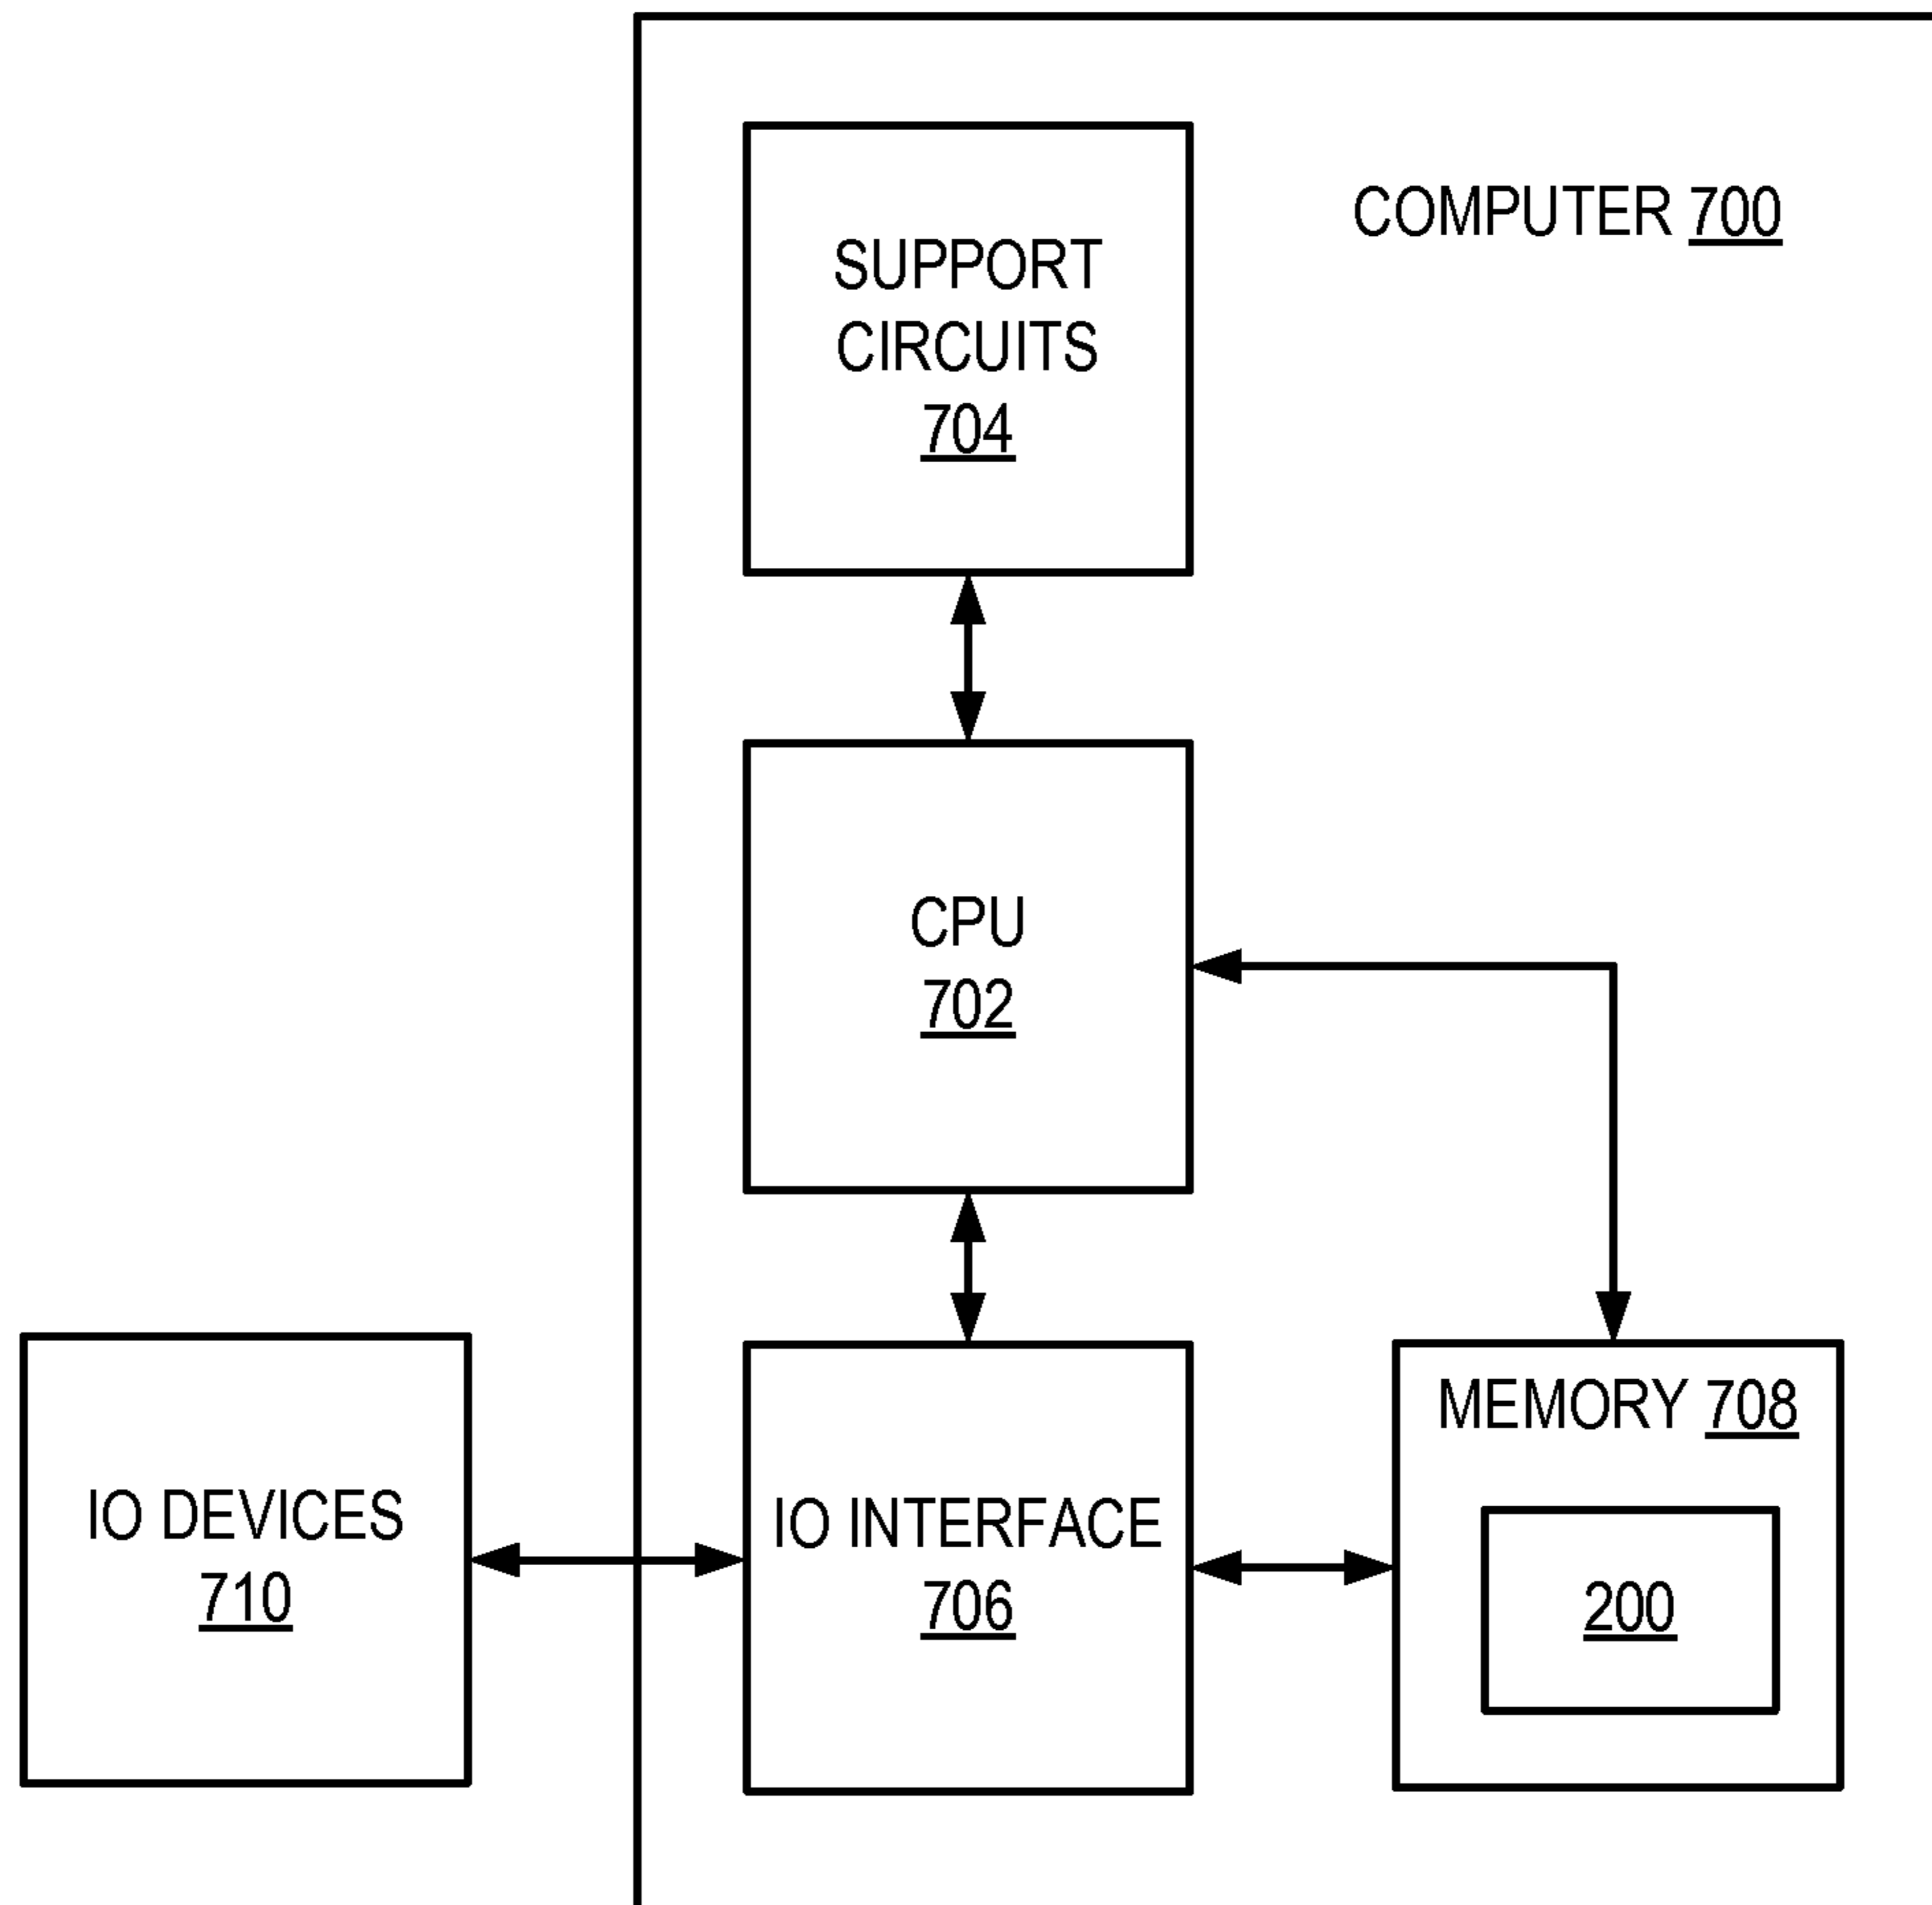 COMPUTER 700
SUPPORT
CIRCUITS
704
CPU
702
IO DEVICES
710
IO INTERFACE
706
MEMORY 708
200